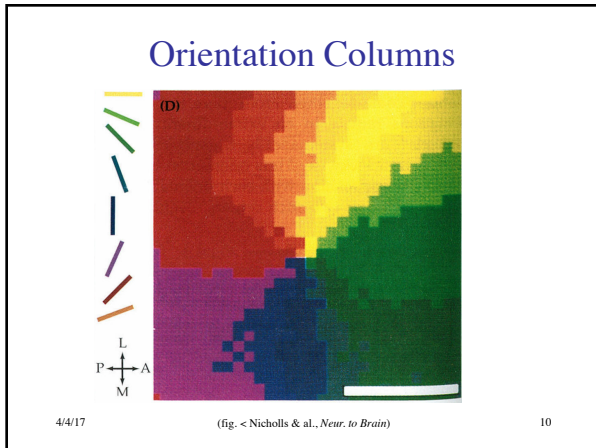 Orientation Columns
(D)
L
P A
M
4/4/17 (fig. < Nicholls & al., Neur. to Brain) 10